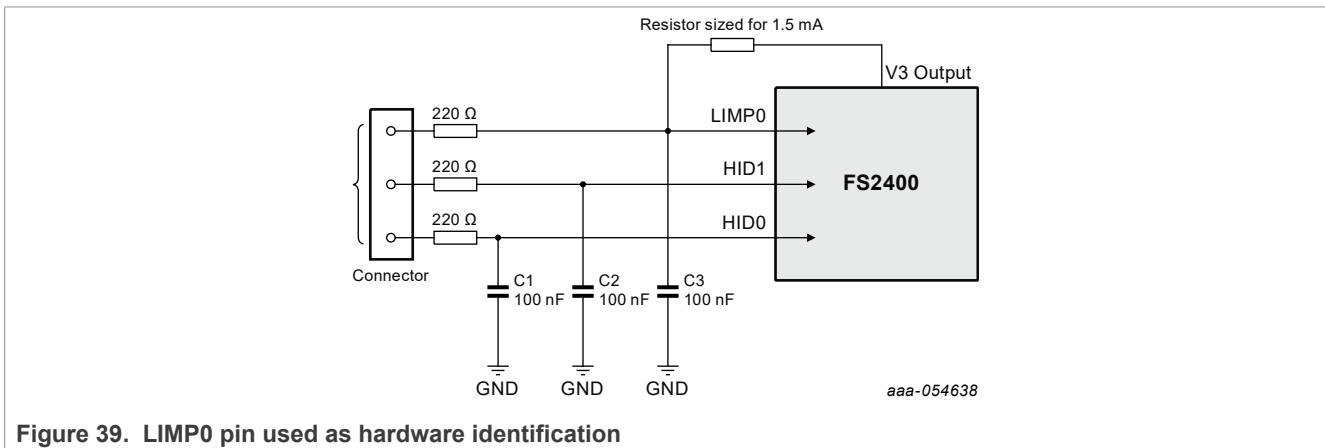 Resistor sized for 1.5 mA
V3 Output
220 Ω
LIMP0
220 Ω
HID1
FS2400
220 Ω
HID0
Connector
C1
100 nF
C2
100 nF
C3
100 nF
GND
GND
GND
aaa-054638
Figure 39. LIMP0 pin used as hardware identification